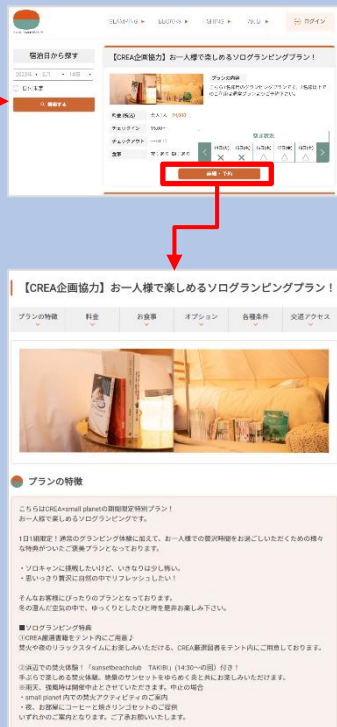 ログイン
宿泊日から探す
【CREA企画協力】お一人様で楽しめるソログランピングプラン！
プランの内容
料金(税込) 大人1人
チェックイン
チェックアウト
食事
詳細・予約
【CREA企画協力】お一人様で楽しめるソログランピングプラン！
プランの特徴 料金 お食事 オプション 各種条件 交通アクセス
プランの特徴
こちらはCREA×small planetの期間限定特別プラン！
お一人様で楽しめるソログランピングです。
1日1組限定！通常のグランピング体験に加えて、お一人様での贅沢時間をお過ごしいただくための様々
な特典がついたご褒美プランとなっております。
・ソロキャンに挑戦したいけど、いきなりは少し怖い。
・思いっきり贅沢に自然の中でリフレッシュしたい！
そんなお客様にぴったりのプランとなっております。
冬の澄んだ空気の中で、ゆっくりとしたひと時を是非お楽しみ下さい。
■ソログランピング特典
①CREA厳選書籍をテント内にご用意♪
焚火や夜のリラックスタイムにお楽しみいただける、CREA厳選図書をテント内にご用意しております。
②浜辺での焚火体験！「sunsetbeachclub TAKIBI」(14:30〜の回) 付き！
手ぶらで楽しめる焚火体験。絶景のサンセットをゆらめく炎と共にお楽しみいただけます。
※雨天、強風時は開催中止とさせていただきます。中止の場合
・small planet 内での焚火アクティビティのご案内
・夜、お部屋にコーヒーと焼きリンゴセットのご提供
いずれかのご案内となります。ご了承お願いいたします。